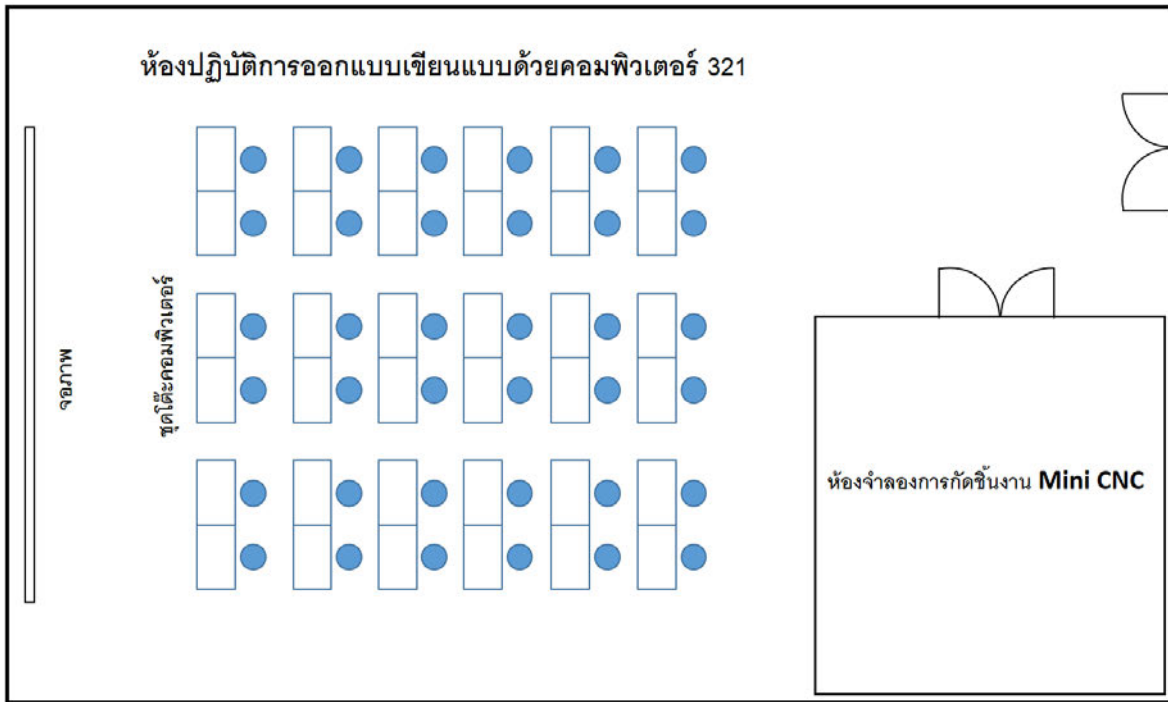 ห้องปฏิบัติการออกแบบเขียนแบบด้วยคอมพิวเตอร์ 321
จอภาพ
ชุดโต๊ะคอมพิวเตอร์
ห้องจำลองการกัดชิ้นงาน Mini CNC